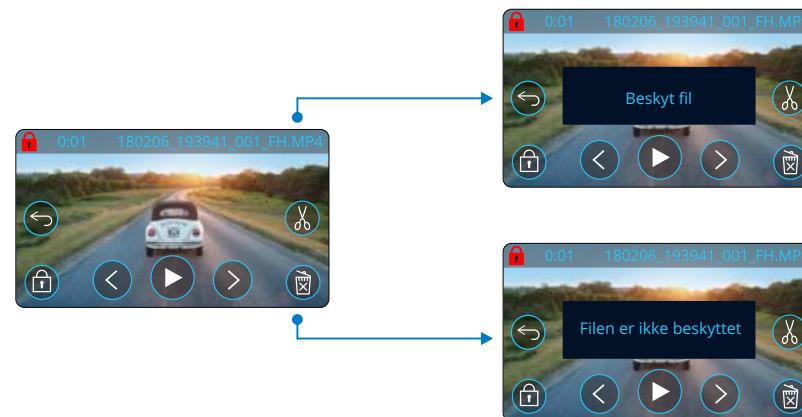 0:01 180206_193941_001_FH.MP4
0:01 180206_193941_001_FH.MP
Beskyt fil
0:01 180206_193941_001_FH.MP
Filen er ikke beskyttet